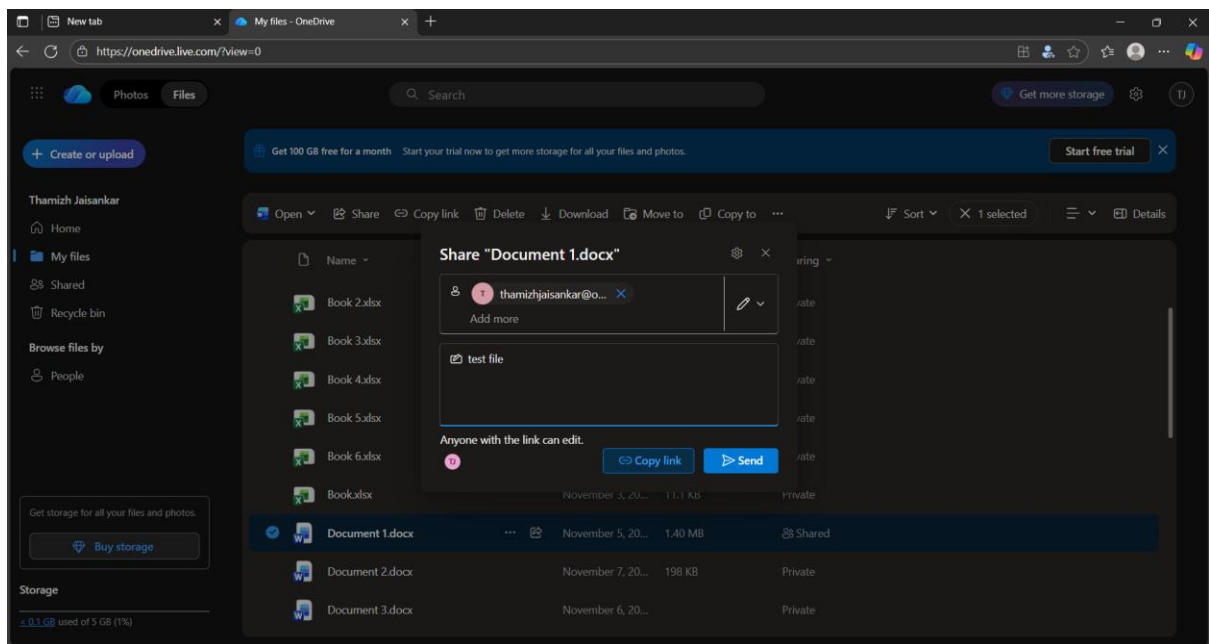 New tab
My files - OneDrive
https://onedrive.live.com/?view=0
Photos Files Search Get more storage TJ
+ Create or upload
Get 100 GB free for a month Start your trial now to get more storage for all your files and photos. Start free trial
Thamizh Jaisankar
Home
My files
Shared
Recycle bin
Browse files by
People
Get storage for all your files and photos.
Buy storage
Storage
< 0.1 GB used of 5 GB (1%)
Open Share Copy link Delete Download Move to Copy to ... Sort 1 selected Details
Name
Book 2.xlsx
Book 3.xlsx
Book 4.xlsx
Book 5.xlsx
Book 6.xlsx
Book.xlsx November 3, 20... 11.1 KB Private
Document 1.docx ... November 5, 20... 1.40 MB Shared
Document 2.docx November 7, 20... 198 KB Private
Document 3.docx November 6, 20... Private
Share "Document 1.docx"
T thamizhjaisankar@o...
Add more
test file
Anyone with the link can edit.
TJ
Copy link Send